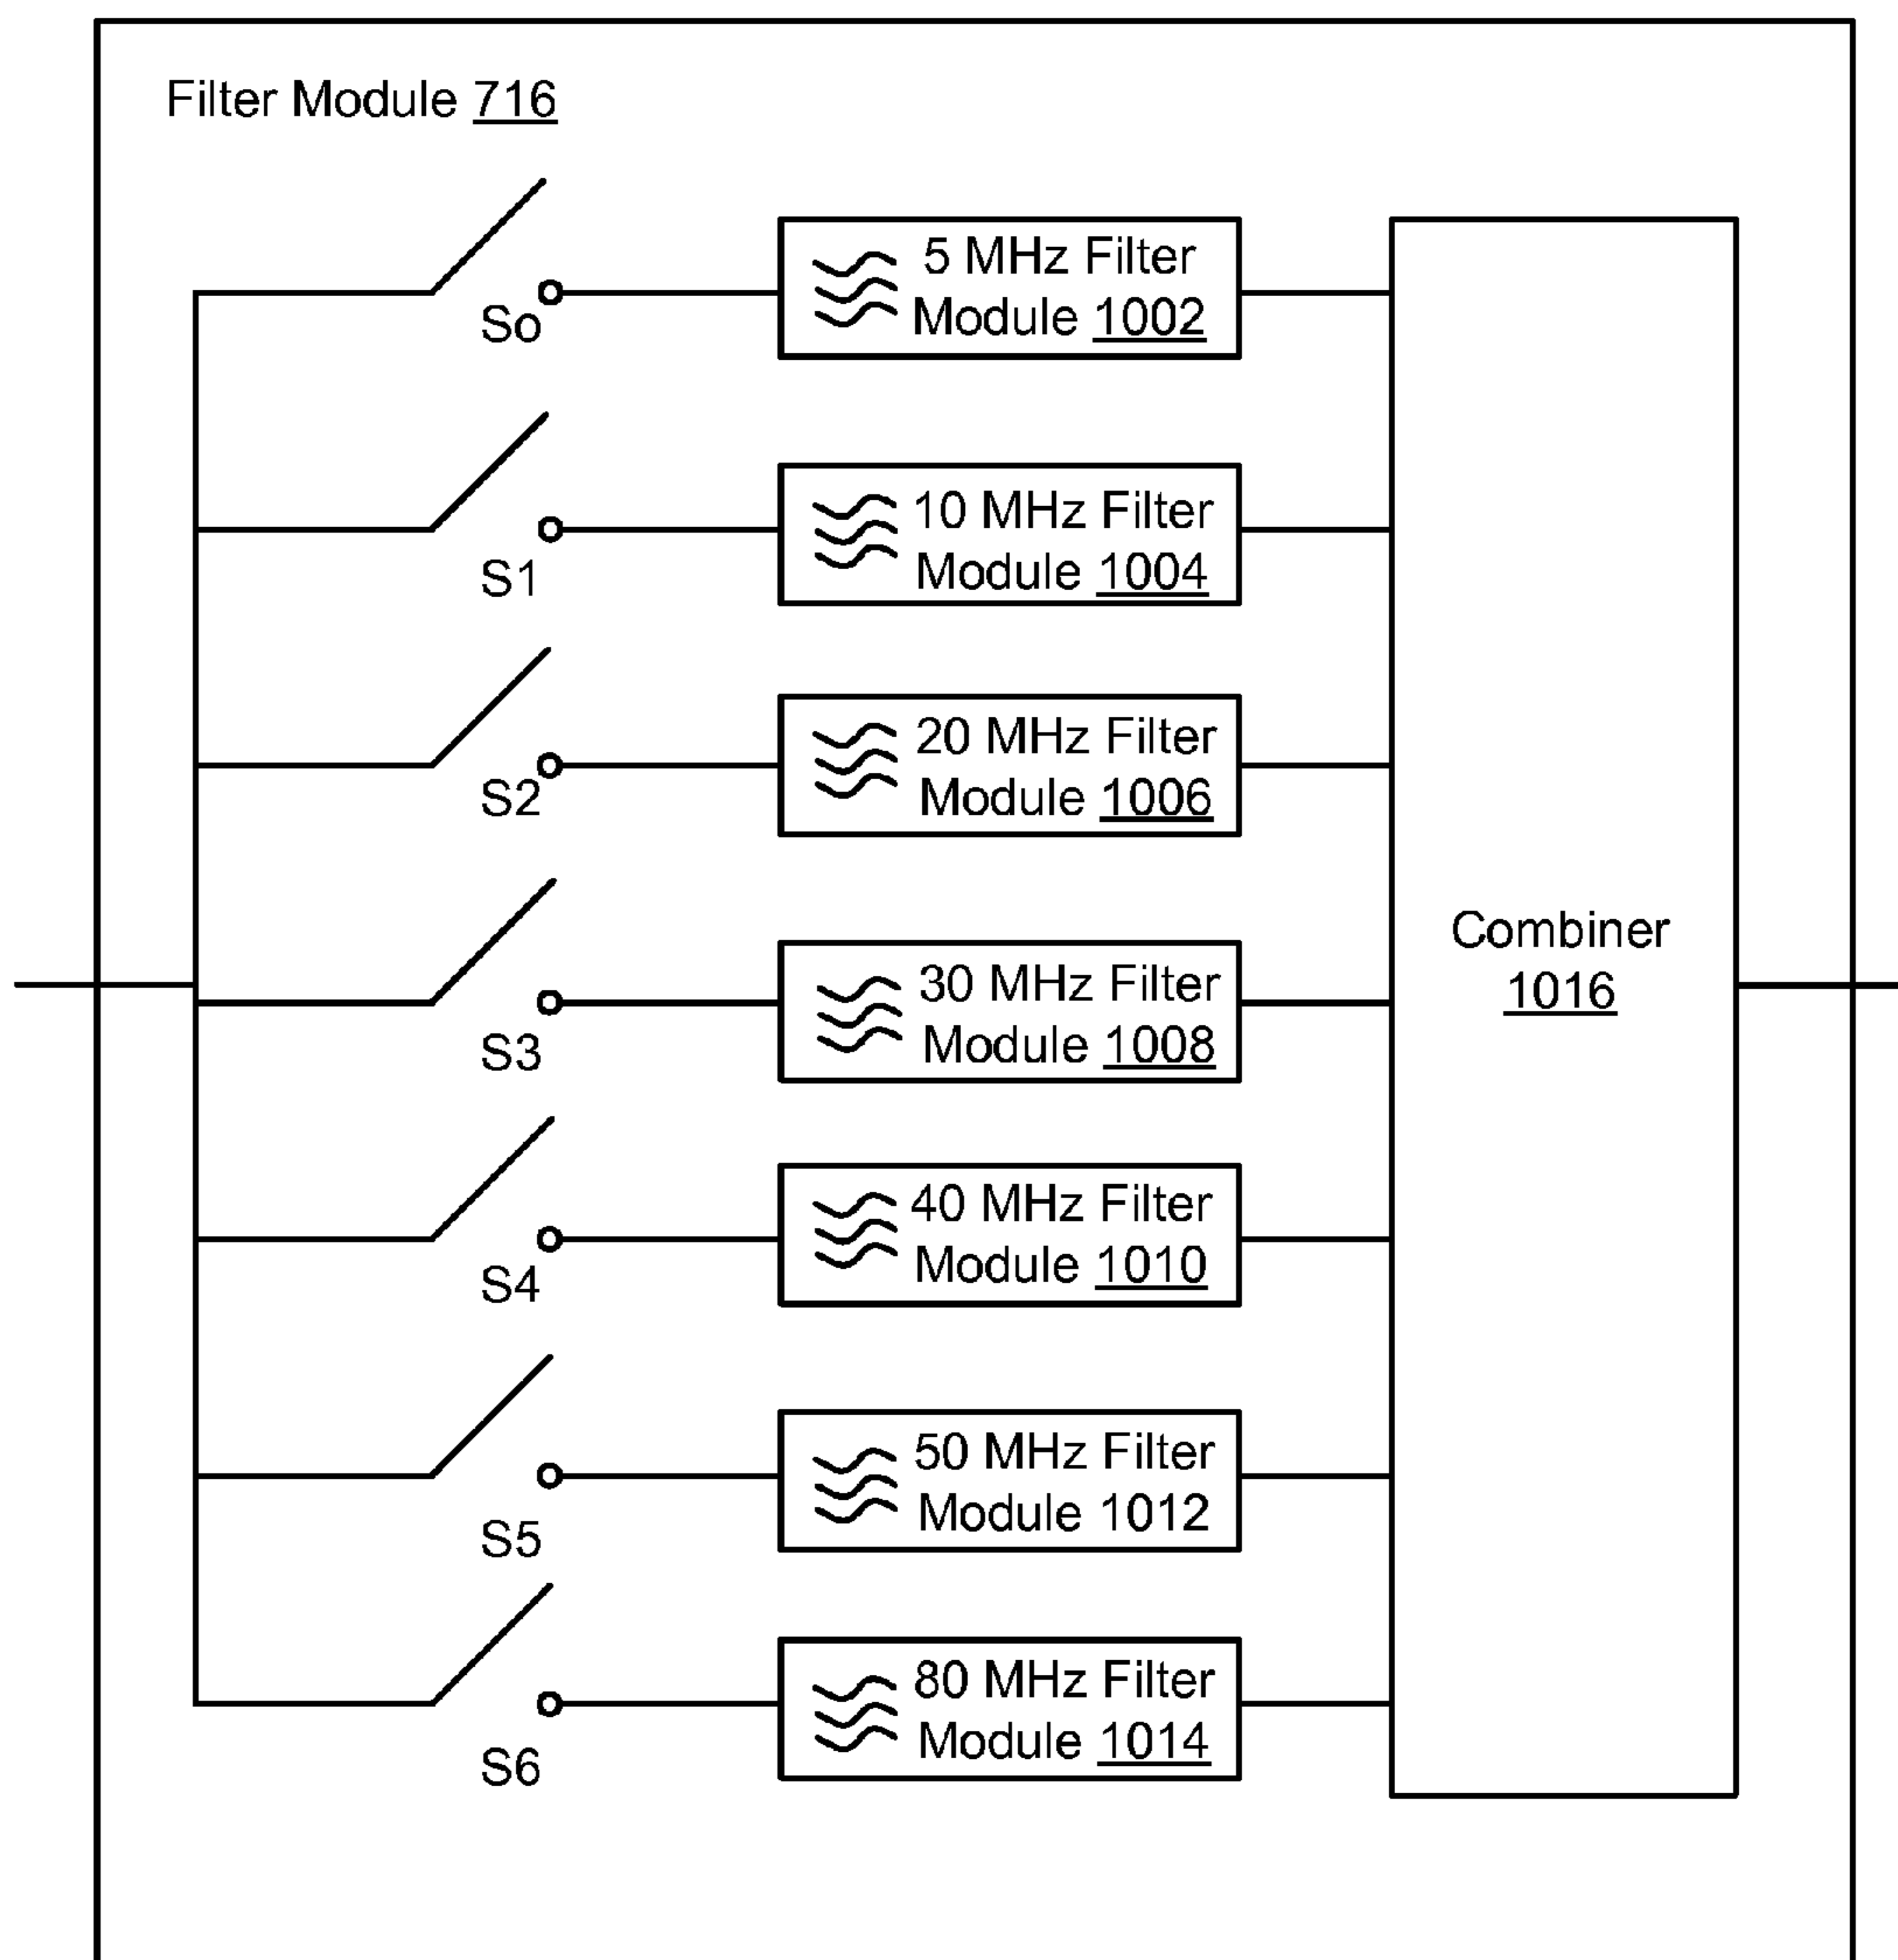 Filter Module 716
So
5 MHz Filter
Module 1002
S1
10 MHz Filter
Module 1004
S2
20 MHz Filter
Module 1006
S3
30 MHz Filter
Module 1008
Combiner
1016
S4
40 MHz Filter
Module 1010
S5
50 MHz Filter
Module 1012
S6
80 MHz Filter
Module 1014